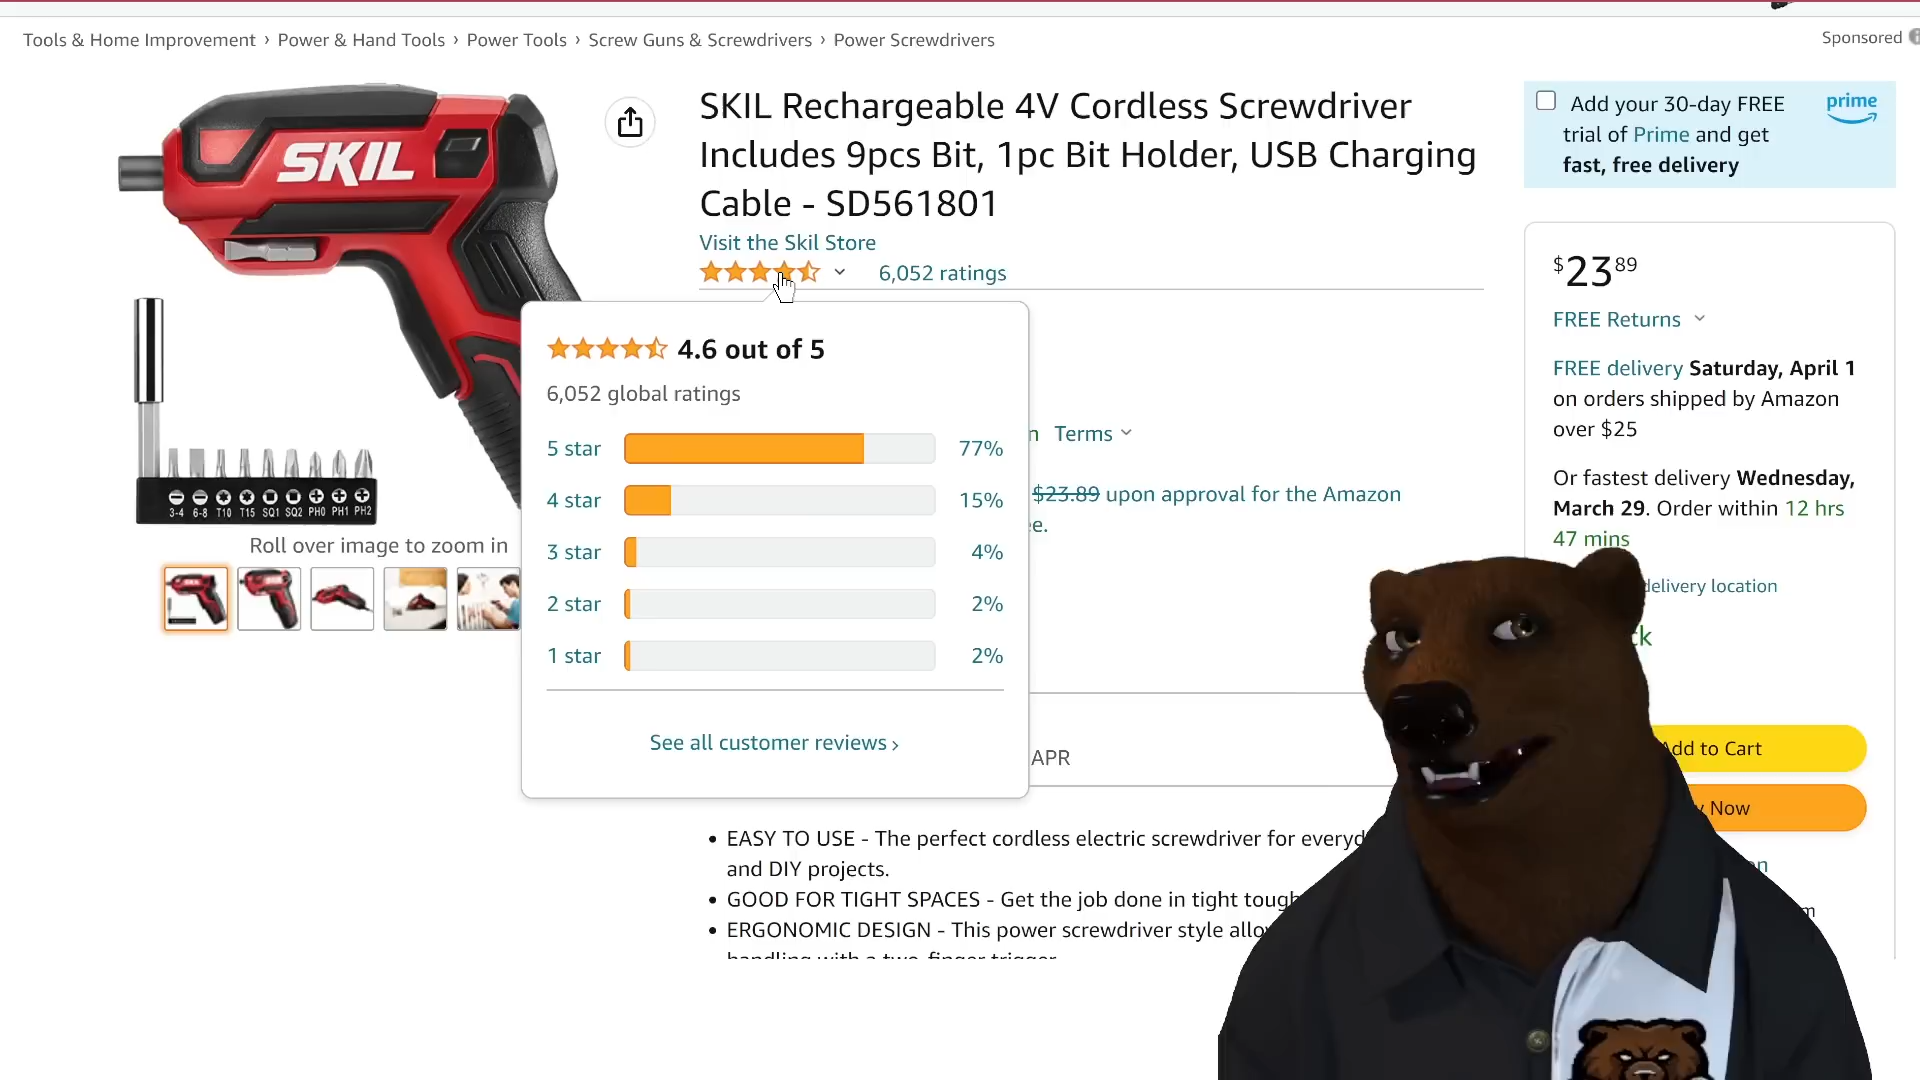 Tools & Home Improvement › Power & Hand Tools › Power Tools › Screw Guns & Screwdrivers › Power Screwdrivers
Sponsored
SKIL
3-4 6-8 T10 T15 SQ1 SQ2 PH0 PH1 PH2
Roll over image to zoom in
SKIL Rechargeable 4V Cordless Screwdriver
Includes 9pcs Bit, 1pc Bit Holder, USB Charging
Cable - SD561801
Visit the Skil Store
6,052 ratings
4.6 out of 5
6,052 global ratings
5 star 77%
4 star 15%
3 star 4%
2 star 2%
1 star 2%
See all customer reviews ›
Terms
$23.89 upon approval for the Amazon
APR
• EASY TO USE - The perfect cordless electric screwdriver for
and DIY projects.
• GOOD FOR TIGHT SPACES - Get the job done in tight
• ERGONOMIC DESIGN - This power screwdriver style
handling with a two-finger trigger
Add your 30-day FREE
trial of Prime and get
fast, free delivery
prime
$23 89
FREE Returns
FREE delivery Saturday, April 1
on orders shipped by Amazon
over $25
Or fastest delivery Wednesday,
March 29. Order within 12 hrs
47 mins
delivery location
Add to Cart
Now